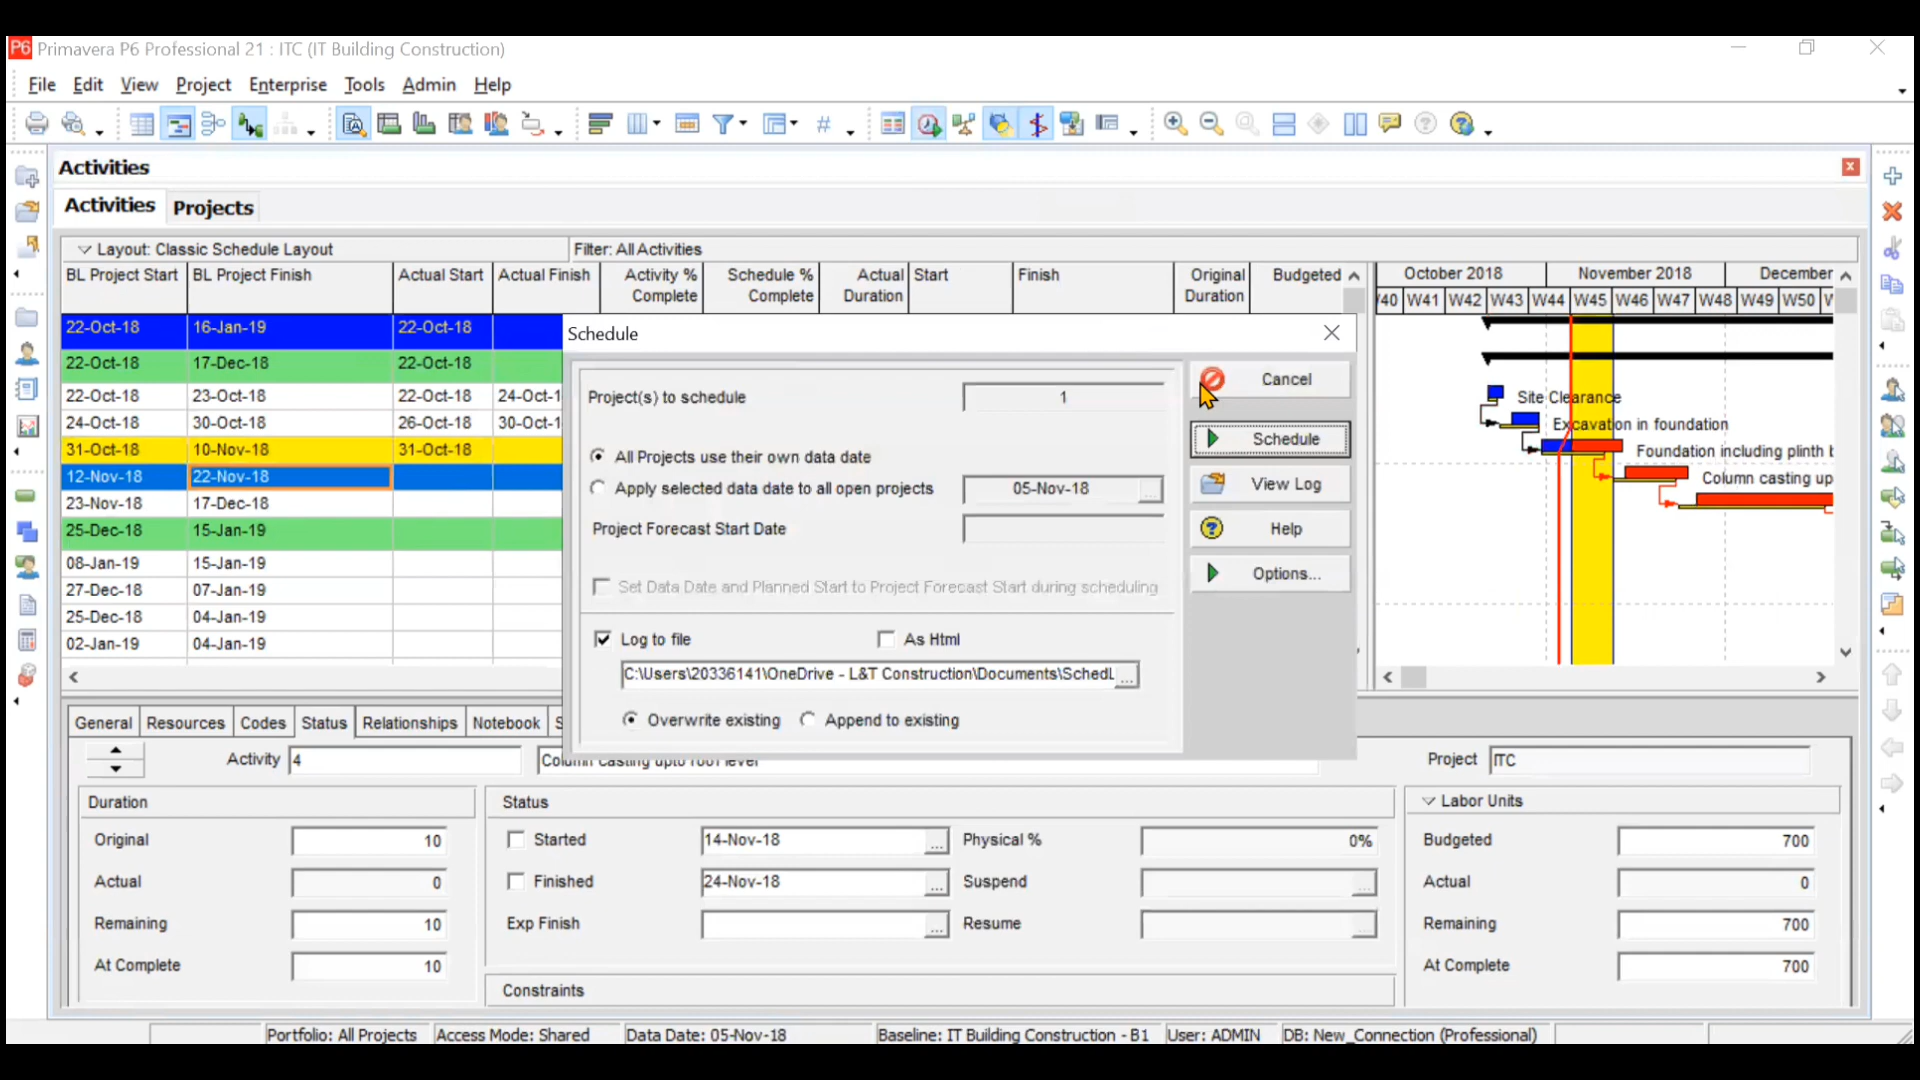 P6 Primavera P6 Professional 21 : ITC (IT Building Construction)
File Edit View Project Enterprise Tools Admin Help
Activities
Activities Projects
Layout: Classic Schedule Layout Filter: All Activities
BL Project Start BL Project Finish Actual Start Actual Finish Activity % Complete Schedule % Complete Actual Duration Start Finish Original Duration Budgeted
October 2018 November 2018 December
/40 W41 W42 W43 W44 W45 W46 W47 W48 W49 W50
22-Oct-18 16-Jan-19 22-Oct-18
22-Oct-18 17-Dec-18 22-Oct-18
22-Oct-18 23-Oct-18 22-Oct-18 24-Oct-1
24-Oct-18 30-Oct-18 26-Oct-18 30-Oct-1
31-Oct-18 10-Nov-18 31-Oct-18
12-Nov-18 22-Nov-18
23-Nov-18 17-Dec-18
25-Dec-18 15-Jan-19
08-Jan-19 15-Jan-19
27-Dec-18 07-Jan-19
25-Dec-18 04-Jan-19
02-Jan-19 04-Jan-19
Site Clearance
Excavation in foundation
Foundation including plinth b
Column casting up
Schedule
Project(s) to schedule 1
All Projects use their own data date
Apply selected data date to all open projects 05-Nov-18 ...
Project Forecast Start Date
Set Data Date and Planned Start to Project Forecast Start during scheduling
Log to file As Html
C:\Users\20336141\OneDrive - L&T Construction\Documents\SchedL ...
Overwrite existing Append to existing
Cancel
Schedule
View Log
Help
Options...
General Resources Codes Status Relationships Notebook S
Activity 4 Column casting upto roof level Project ITC
Duration Status Labor Units
Original 10 Started 14-Nov-18 ... Physical % 0% Budgeted 700
Actual 0 Finished 24-Nov-18 ... Suspend ... Actual 0
Remaining 10 Exp Finish ... Resume ... Remaining 700
At Complete 10 At Complete 700
Constraints
Portfolio: All Projects Access Mode: Shared Data Date: 05-Nov-18 Baseline: IT Building Construction - B1 User: ADMIN DB: New_Connection (Professional)